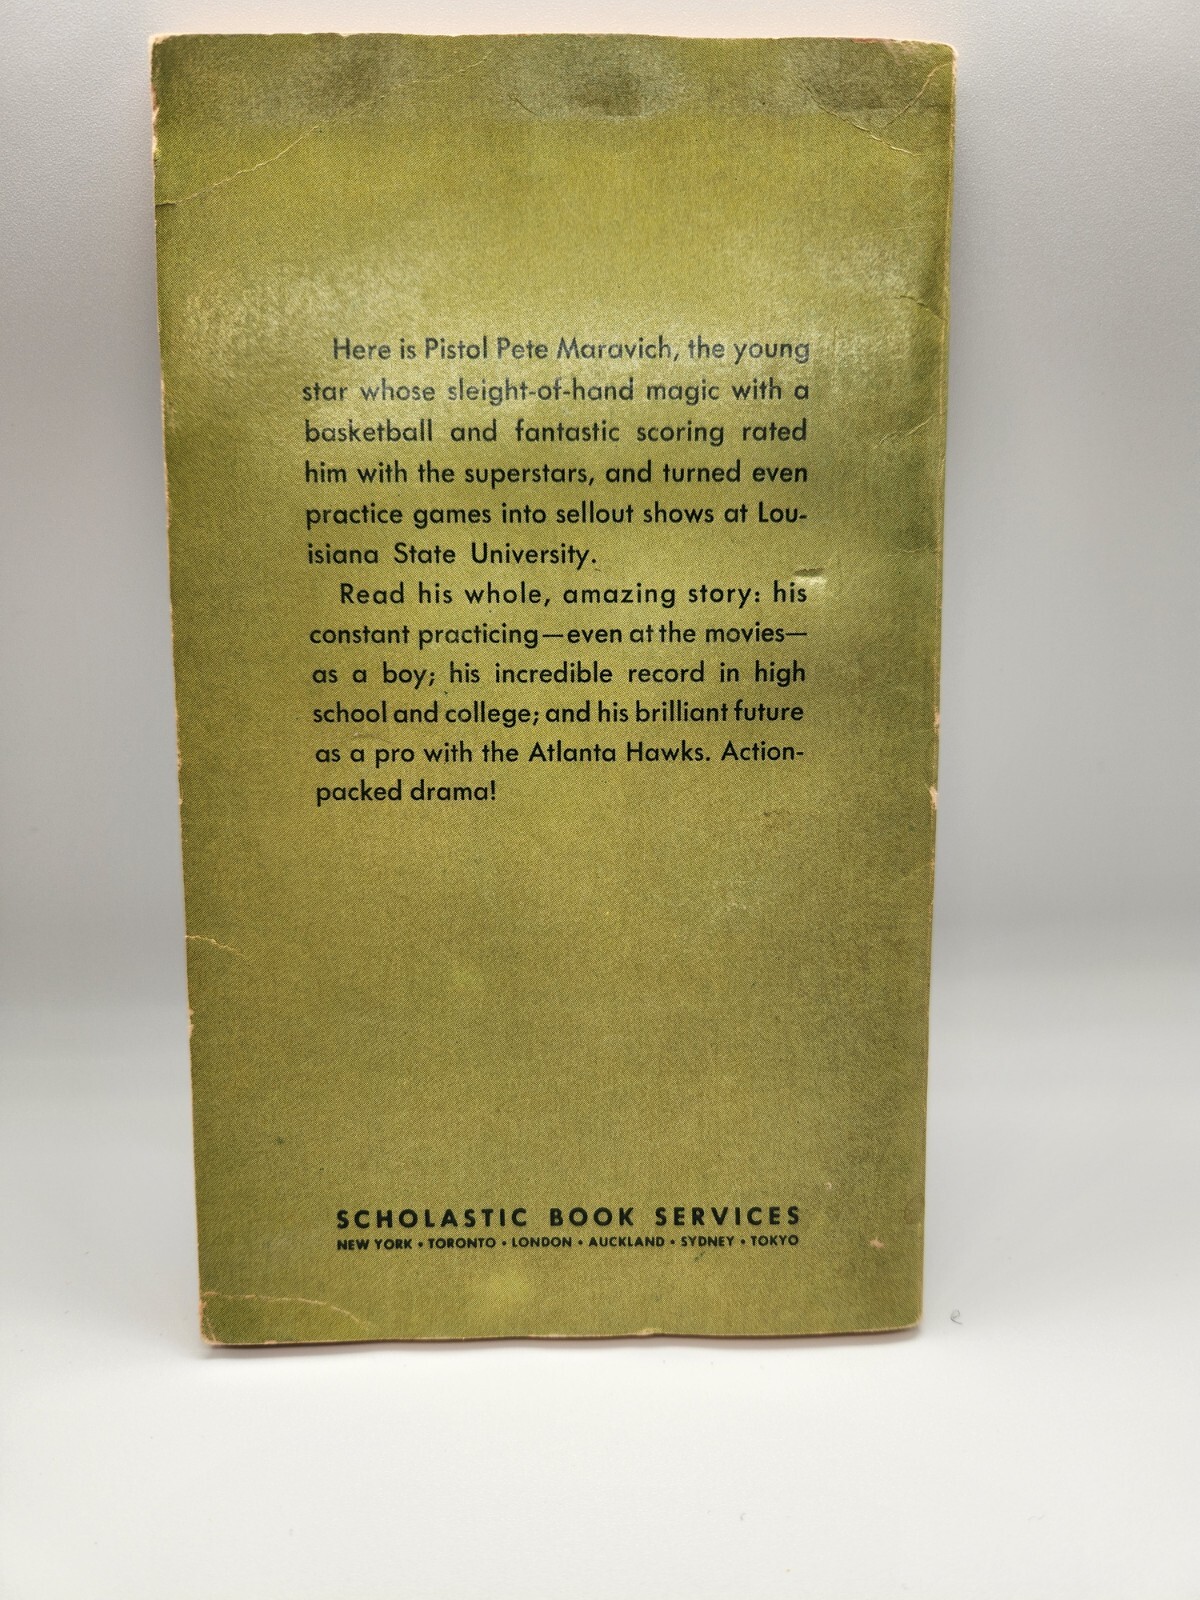 Here is Pistol Pete Maravich, the young
star whose sleight-of-hand magic with a
basketball and fantastic scoring rated
him with the superstars, and turned even
practice games into sellout shows at Lou-
isiana State University.
Read his whole, amazing story: his
constant practicing—even at the movies—
as a boy; his incredible record in high
school and college; and his brilliant future
as a pro with the Atlanta Hawks. Action-
packed drama!
SCHOLASTIC BOOK SERVICES
NEW YORK • TORONTO • LONDON • AUCKLAND • SYDNEY • TOKYO